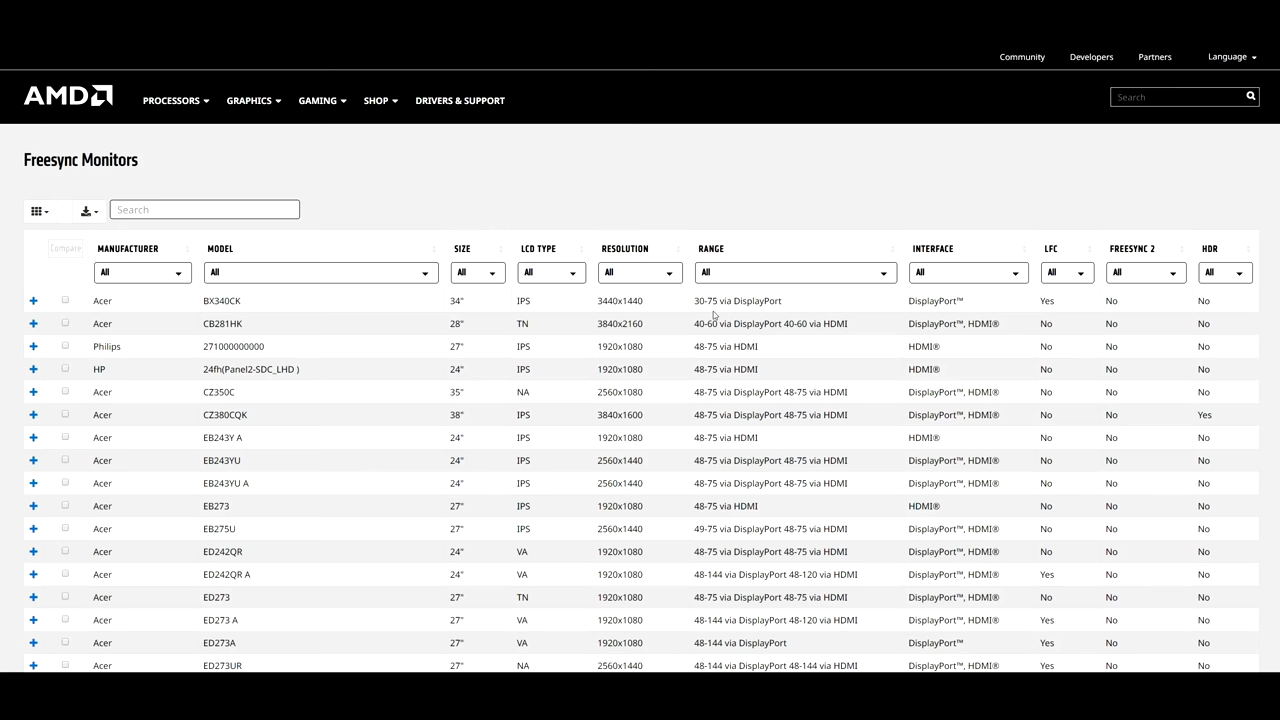 Community Developers Partners Language
AMD PROCESSORS GRAPHICS GAMING SHOP DRIVERS & SUPPORT Search
Freesync Monitors
Search
Compare MANUFACTURER MODEL SIZE LCD TYPE RESOLUTION RANGE INTERFACE LFC FREESYNC 2 HDR
All All All All All All All All All All
Acer BX340CK 34" IPS 3440x1440 30-75 via DisplayPort DisplayPort™ Yes No No
Acer CB281HK 28" TN 3840x2160 40-60 via DisplayPort 40-60 via HDMI DisplayPort™, HDMI® No No No
Philips 271000000000 27" IPS 1920x1080 48-75 via HDMI HDMI® No No No
HP 24fh(Panel2-SDC_LHD ) 24" IPS 1920x1080 48-75 via HDMI HDMI® No No No
Acer CZ350C 35" NA 2560x1080 48-75 via DisplayPort 48-75 via HDMI DisplayPort™, HDMI® No No No
Acer CZ380CQK 38" IPS 3840x1600 48-75 via DisplayPort 48-75 via HDMI DisplayPort™, HDMI® No No Yes
Acer EB243Y A 24" IPS 1920x1080 48-75 via HDMI HDMI® No No No
Acer EB243YU 24" IPS 2560x1440 48-75 via DisplayPort 48-75 via HDMI DisplayPort™, HDMI® No No No
Acer EB243YU A 24" IPS 2560x1440 48-75 via DisplayPort 48-75 via HDMI DisplayPort™, HDMI® No No No
Acer EB273 27" IPS 1920x1080 48-75 via HDMI HDMI® No No No
Acer EB275U 27" IPS 2560x1440 49-75 via DisplayPort 48-75 via HDMI DisplayPort™, HDMI® No No No
Acer ED242QR 24" VA 1920x1080 48-75 via DisplayPort 48-75 via HDMI DisplayPort™, HDMI® No No No
Acer ED242QR A 24" VA 1920x1080 48-144 via DisplayPort 48-120 via HDMI DisplayPort™, HDMI® Yes No No
Acer ED273 27" TN 1920x1080 48-75 via DisplayPort 48-75 via HDMI DisplayPort™, HDMI® No No No
Acer ED273 A 27" VA 1920x1080 48-144 via DisplayPort 48-120 via HDMI DisplayPort™, HDMI® Yes No No
Acer ED273A 27" VA 1920x1080 48-144 via DisplayPort DisplayPort™ Yes No No
Acer ED273UR 27" NA 2560x1440 48-144 via DisplayPort 48-144 via HDMI DisplayPort™, HDMI® Yes No No